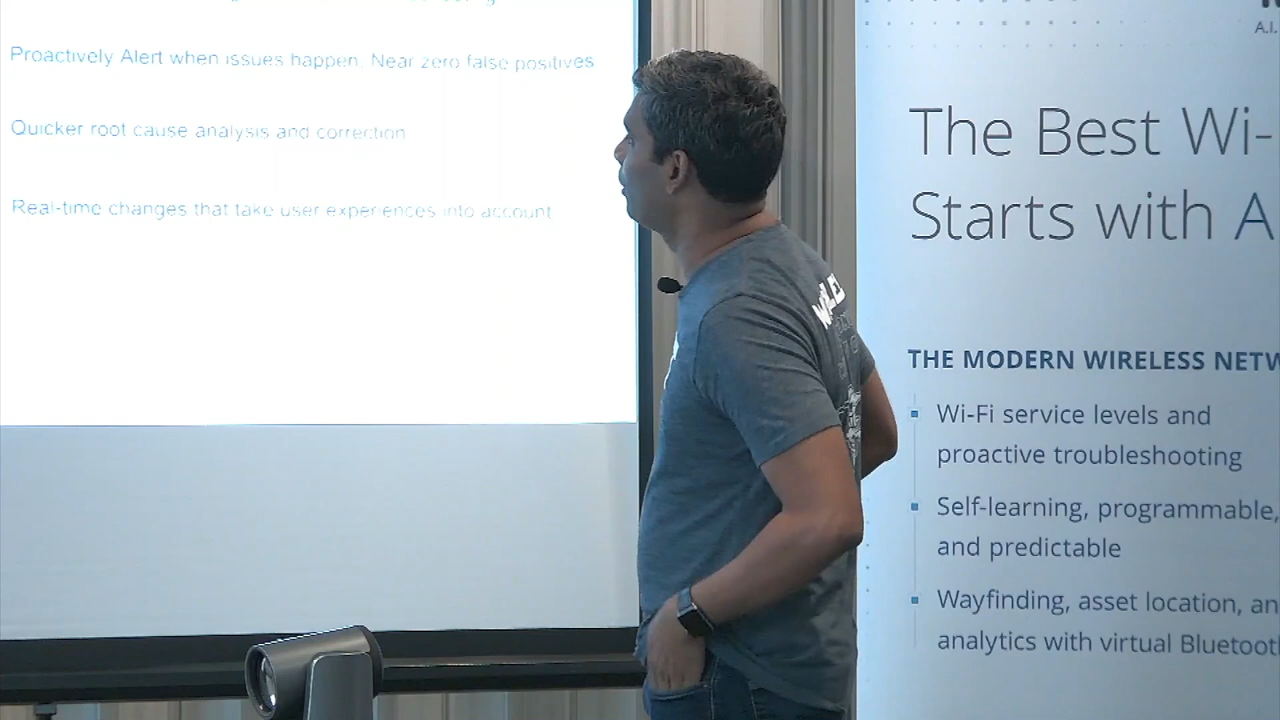 Proactively Alert when issues happen. Near zero false positives
Quicker root cause analysis and correction
Real-time changes that take user experiences into account
A.I.
The Best Wi-
Starts with A
THE MODERN WIRELESS NETW
Wi-Fi service levels and
proactive troubleshooting
Self-learning, programmable,
and predictable
Wayfinding, asset location, an
analytics with virtual Bluetoot